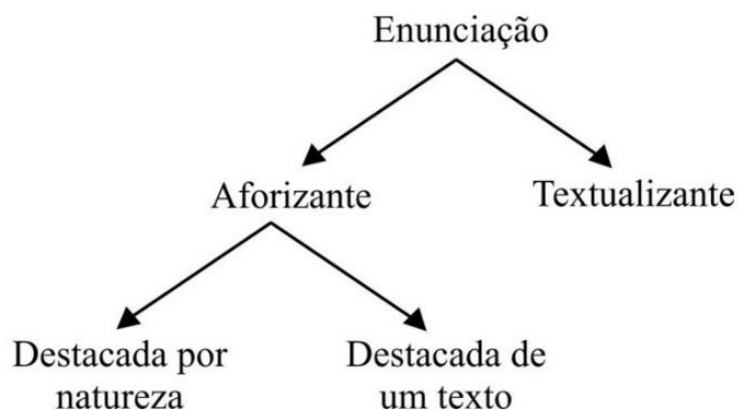 Enunciação
Aforizante
Textualizante
Destacada por
natureza
Destacada de
um texto